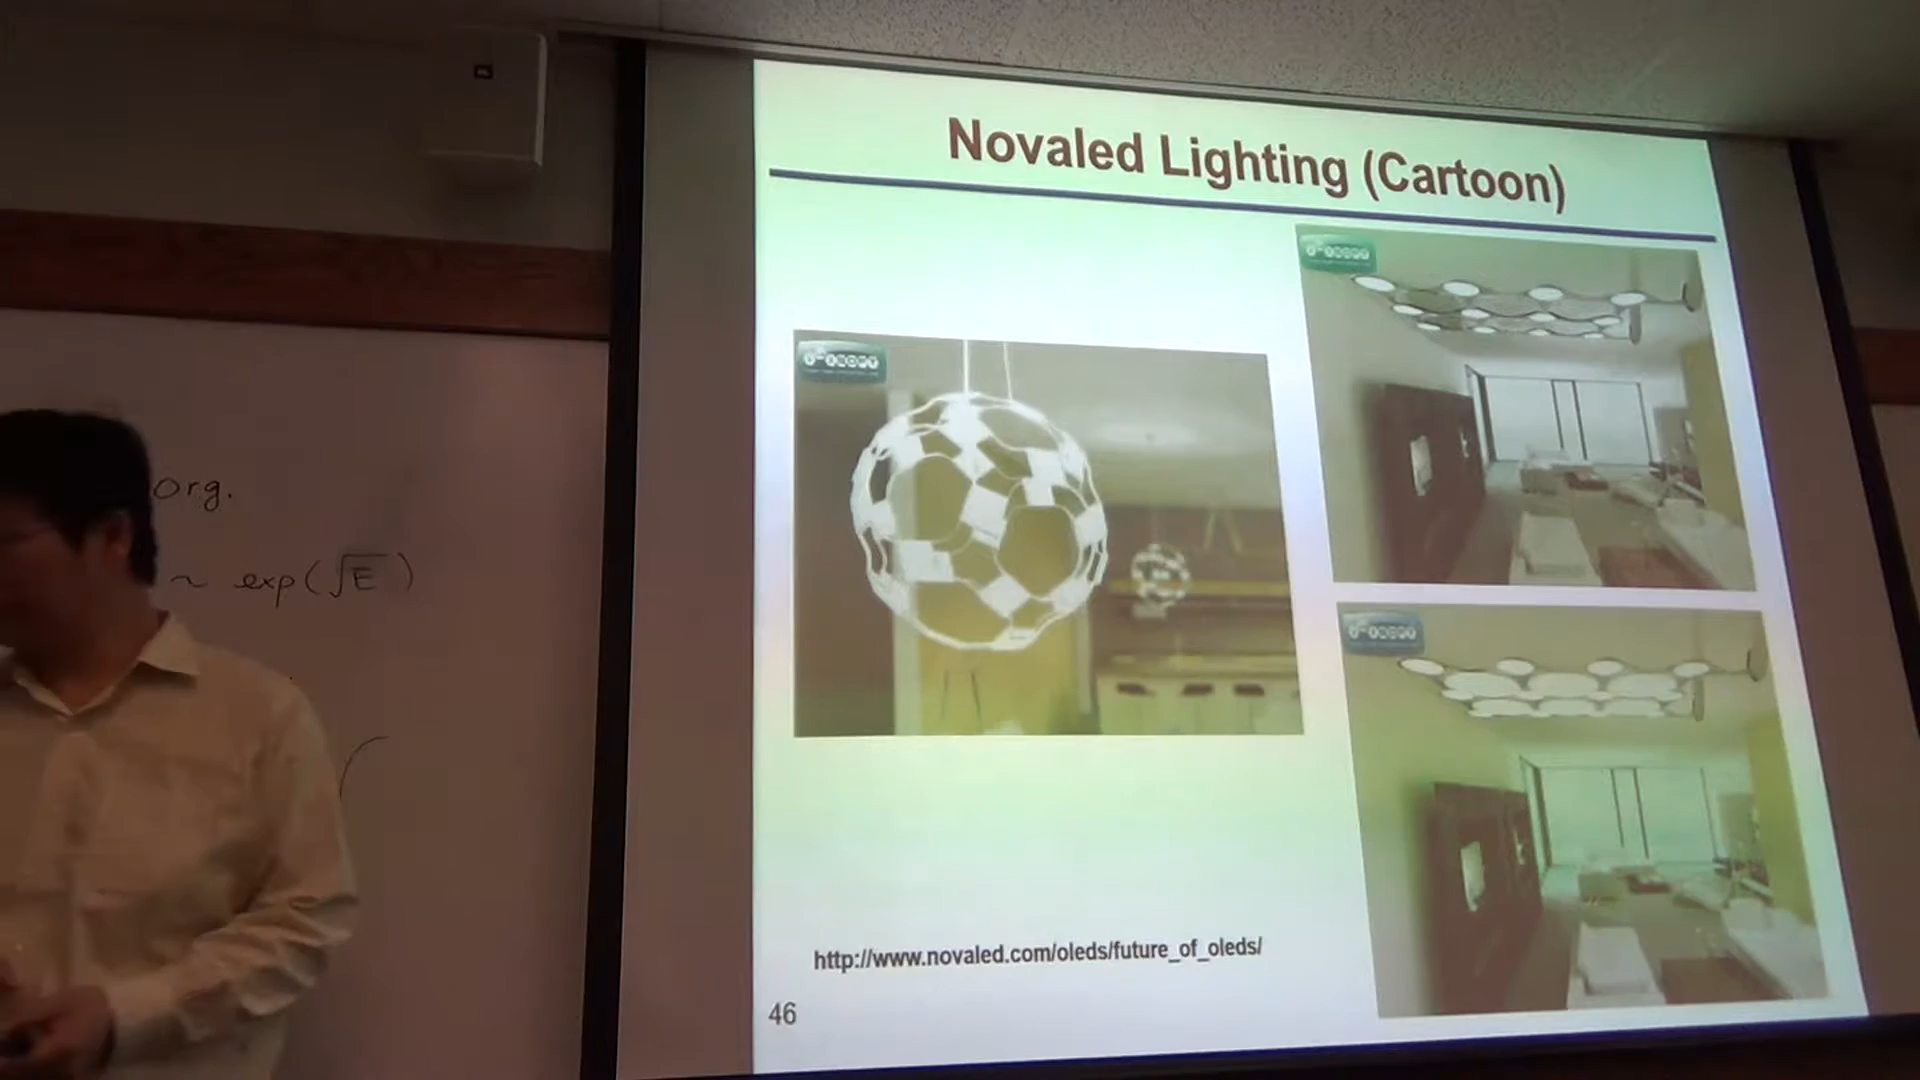 Novaled Lighting (Cartoon)
org.
~ exp(√E)
http://www.novaled.com/oleds/future_of_oleds/
46